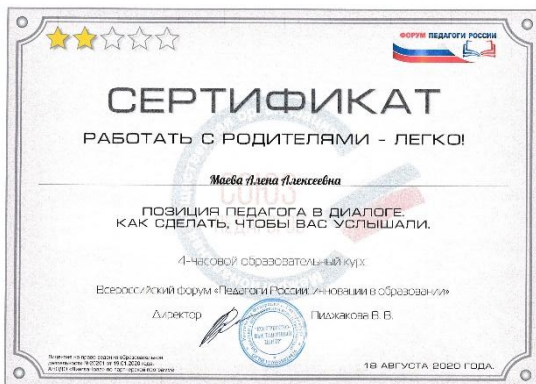 ФОРУМ ПЕДАГОГИ РОССИИ
СЕРТИФИКАТ
РАБОТАТЬ С РОДИТЕЛЯМИ - ЛЕГКО!
Маева Алена Алексеевна
СОЮЗ
ПОЗИЦИЯ ПЕДАГОГА В ДИАЛОГЕ.
КАК СДЕЛАТЬ, ЧТОБЫ ВАС УСЛЫШАЛИ.
4-часовой образовательный курс
Всероссийский форум «Педагоги России: инновации в образовании»
Директор Пиджакова В. В.
18 АВГУСТА 2020 ГОДА.